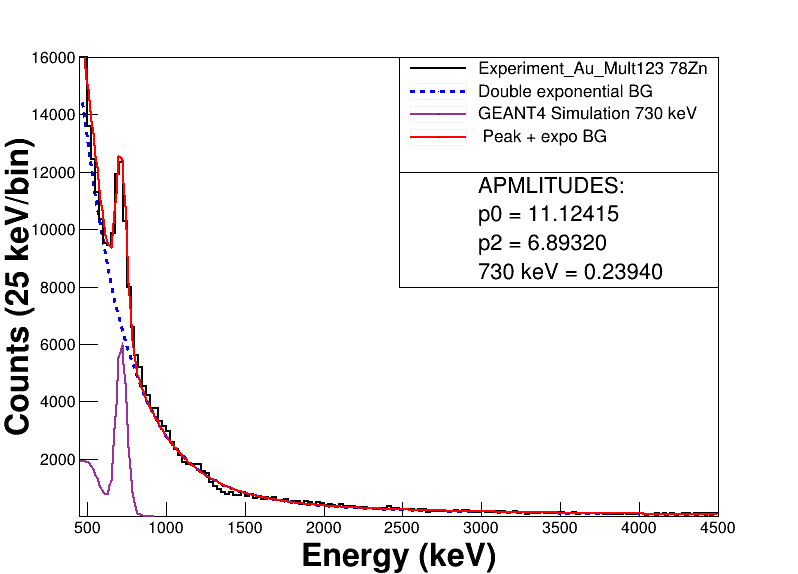 16000
14000
12000
10000
8000
6000
4000
2000
Counts (25 keV/bin)
Experiment_Au_Mult123 78Zn
Double exponential BG
GEANT4 Simulation 730 keV
Peak + expo BG
APMLITUDES:
p0 = 11.12415
p2 = 6.89320
730 keV = 0.23940
500 1000 1500 2000 2500 3000 3500 4000 4500
Energy (keV)